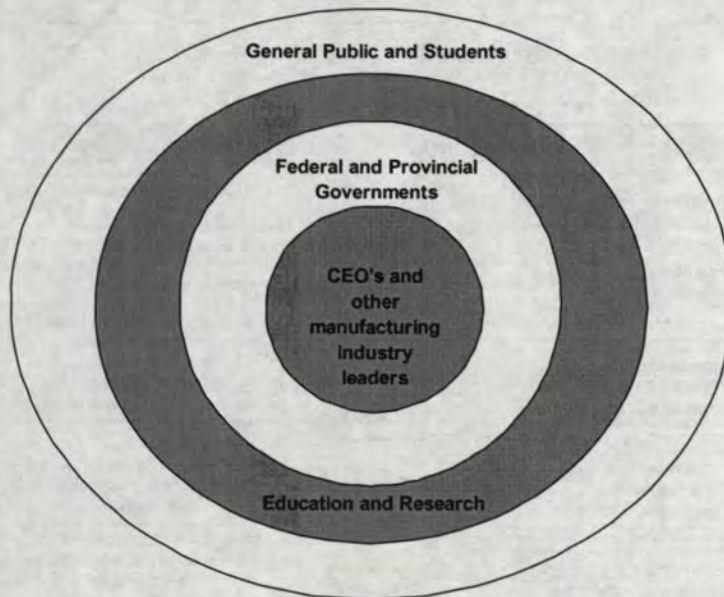 General Public and Students
Federal and Provincial
Governments
CEO's and
other
manufacturing
industry
leaders
Education and Research